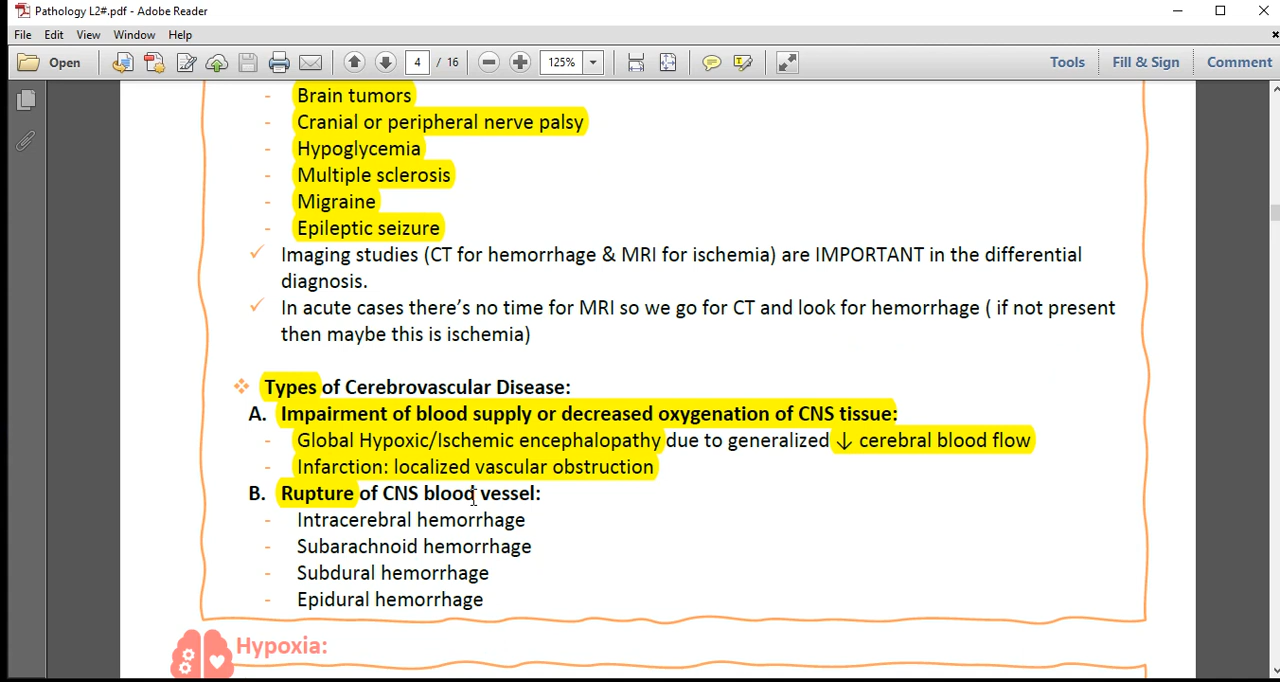 Pathology L2#.pdf - Adobe Reader
File Edit View Window Help
Open 4 / 16 125% Tools Fill & Sign Comment
- Brain tumors
- Cranial or peripheral nerve palsy
- Hypoglycemia
- Multiple sclerosis
- Migraine
- Epileptic seizure
✓ Imaging studies (CT for hemorrhage & MRI for ischemia) are IMPORTANT in the differential
diagnosis.
✓ In acute cases there's no time for MRI so we go for CT and look for hemorrhage ( if not present
then maybe this is ischemia)
❖ Types of Cerebrovascular Disease:
A. Impairment of blood supply or decreased oxygenation of CNS tissue:
- Global Hypoxic/Ischemic encephalopathy due to generalized ↓ cerebral blood flow
- Infarction: localized vascular obstruction
B. Rupture of CNS blood vessel:
- Intracerebral hemorrhage
- Subarachnoid hemorrhage
- Subdural hemorrhage
- Epidural hemorrhage
Hypoxia: